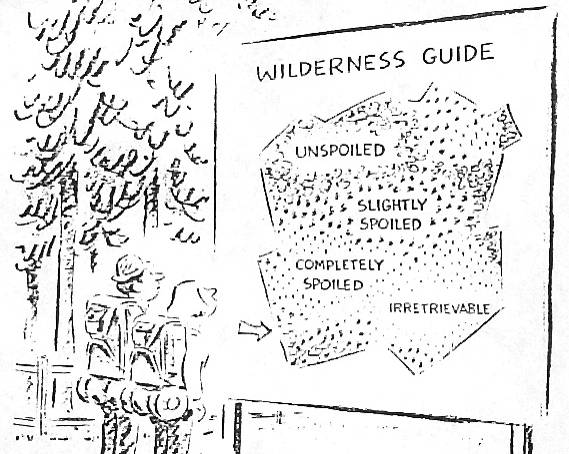 WILDERNESS GUIDE
UNSPOILED
SLIGHTLY
SPOILED
COMPLETELY
SPOILED
IRRETRIEVABLE